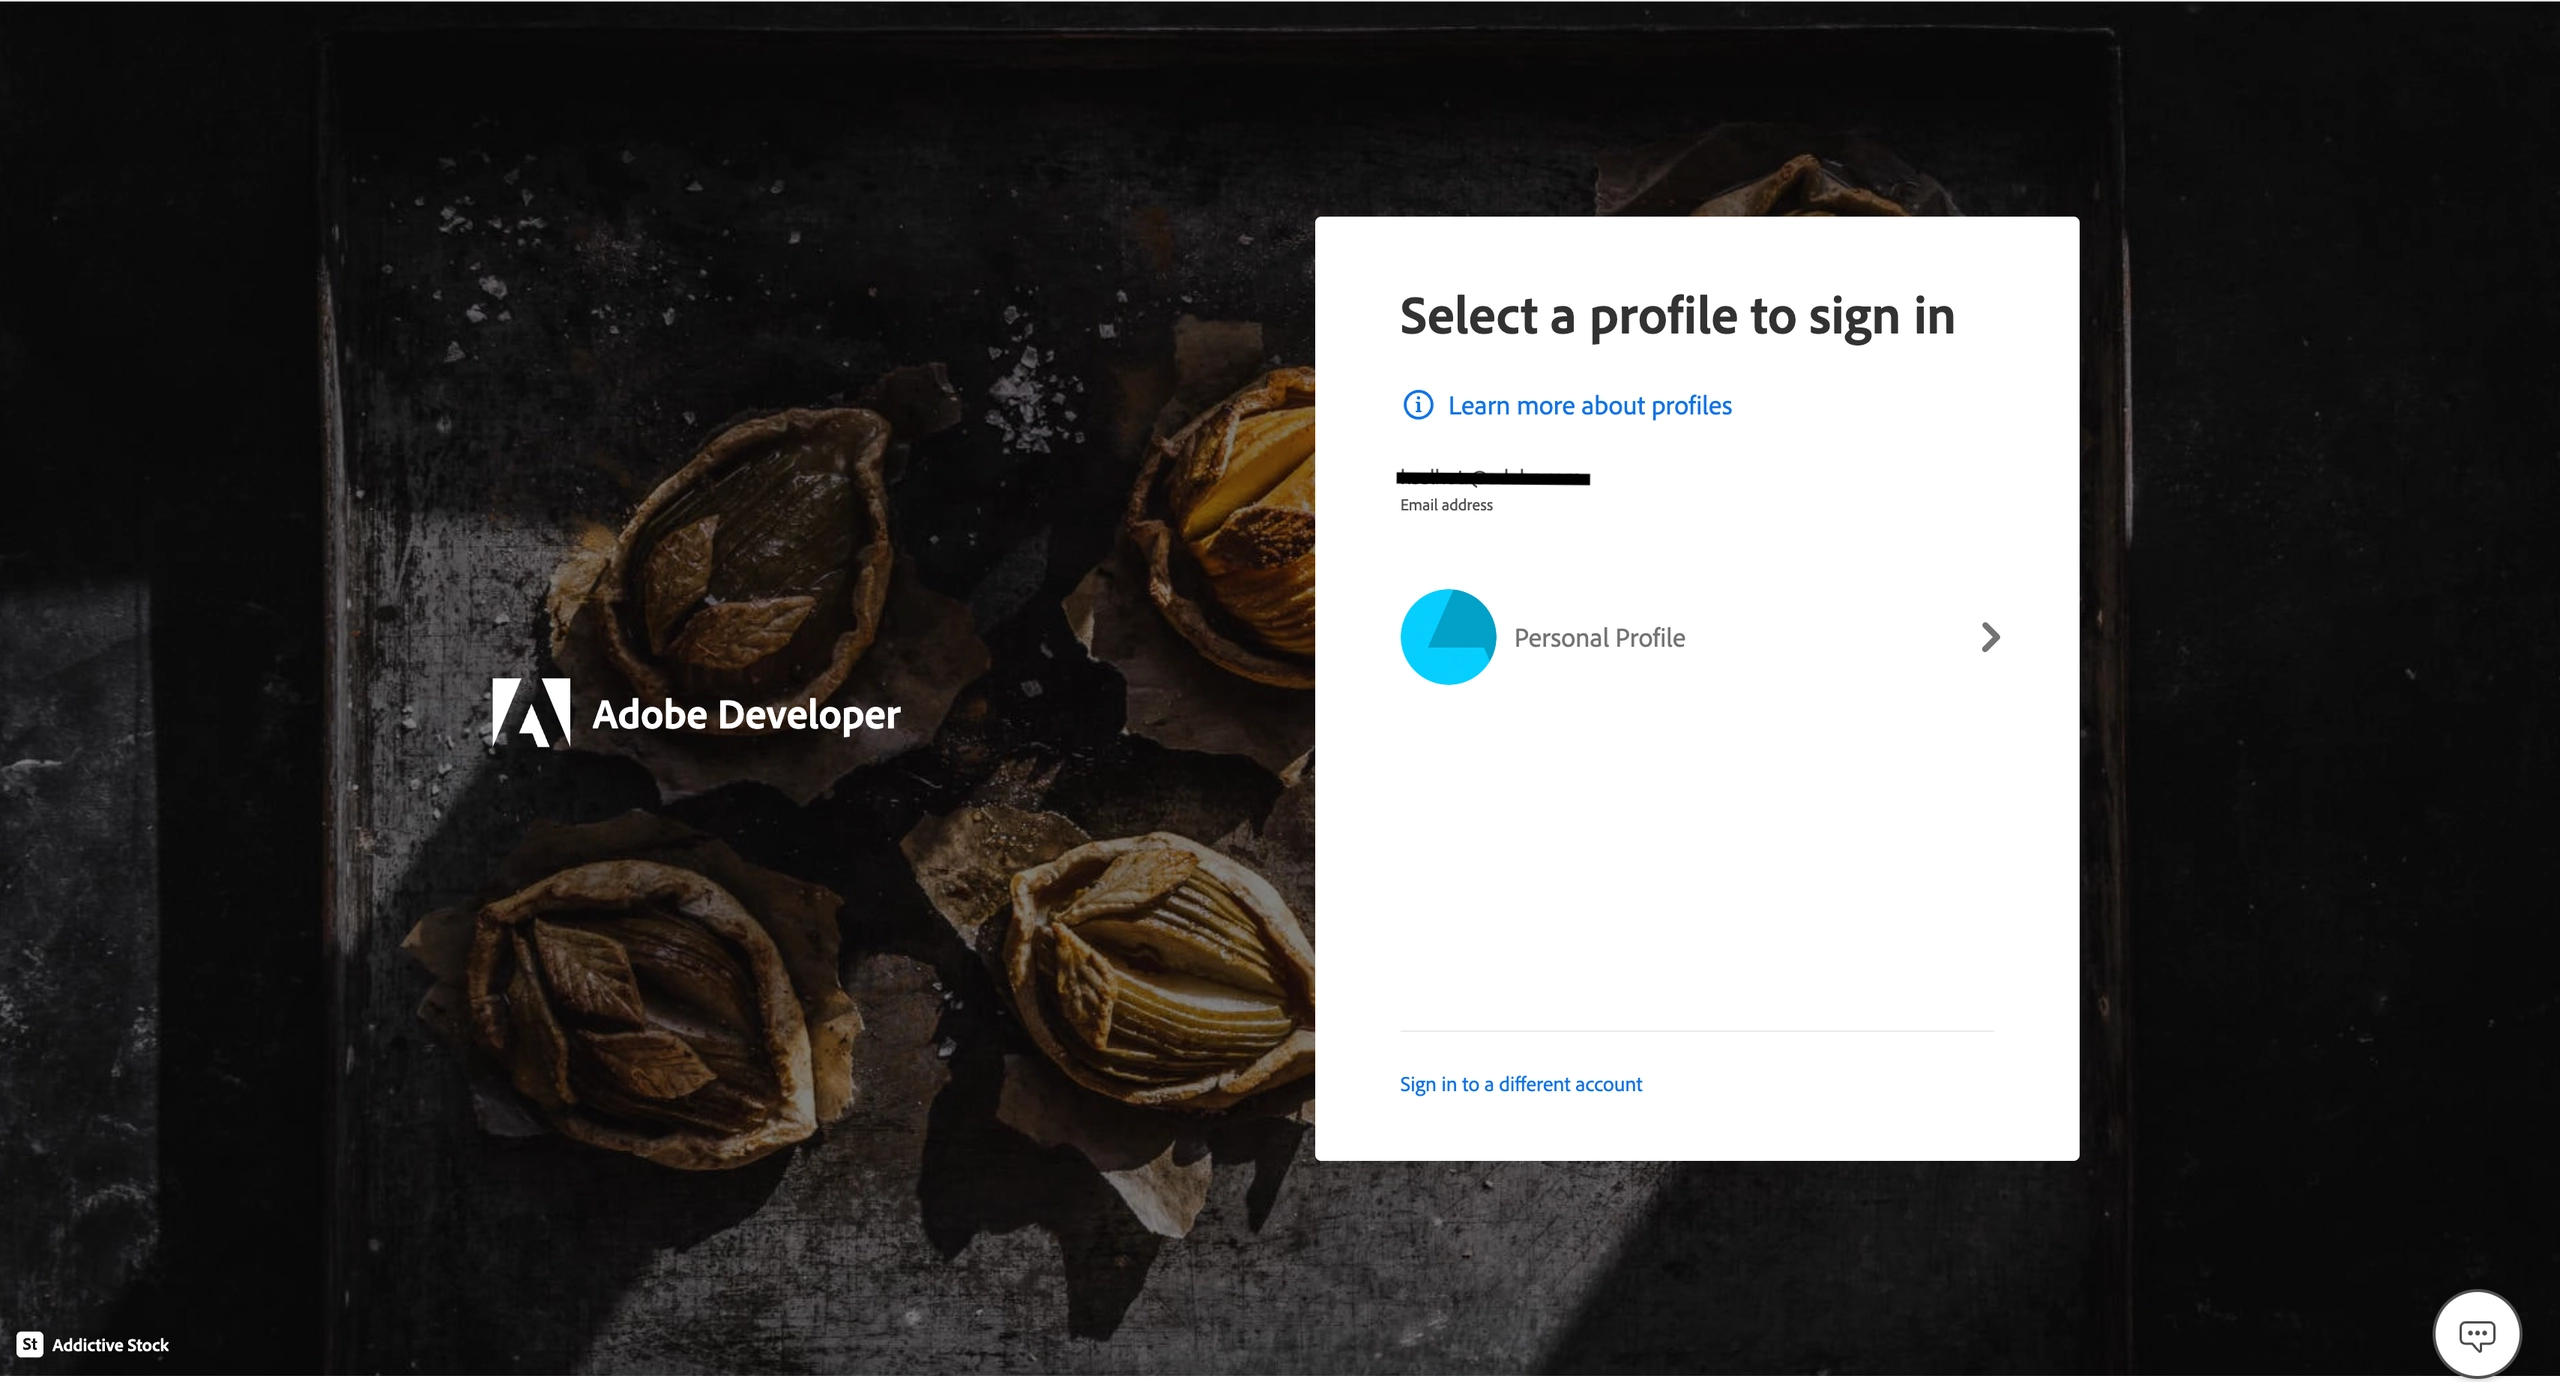 Select a profile to sign in
Learn more about profiles
Email address
Personal Profile
Adobe Developer
Sign in to a different account
St Addictive Stock